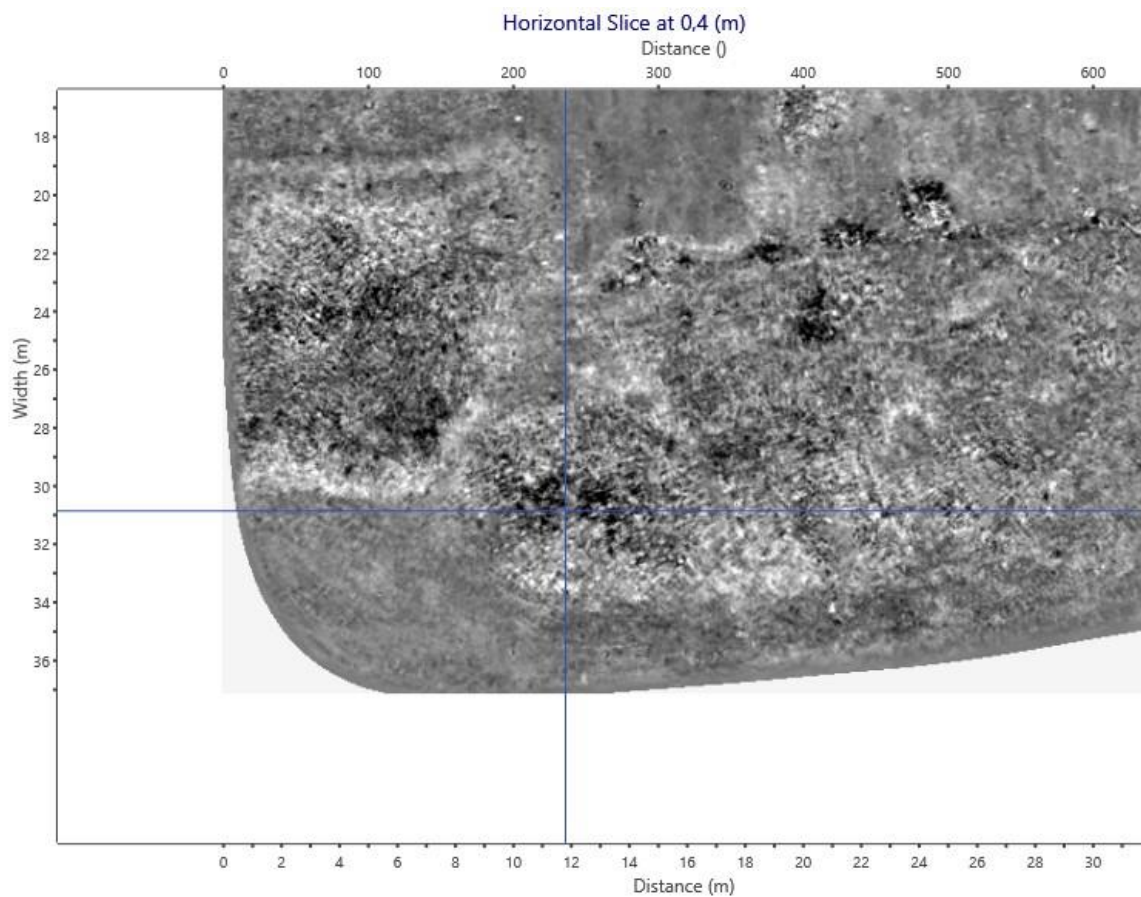 Horizontal Slice at 0,4 (m)
Distance ()
0 100 200 300 400 500 600
Width (m)
18
20
22
24
26
28
30
32
34
36
0 2 4 6 8 10 12 14 16 18 20 22 24 26 28 30
Distance (m)